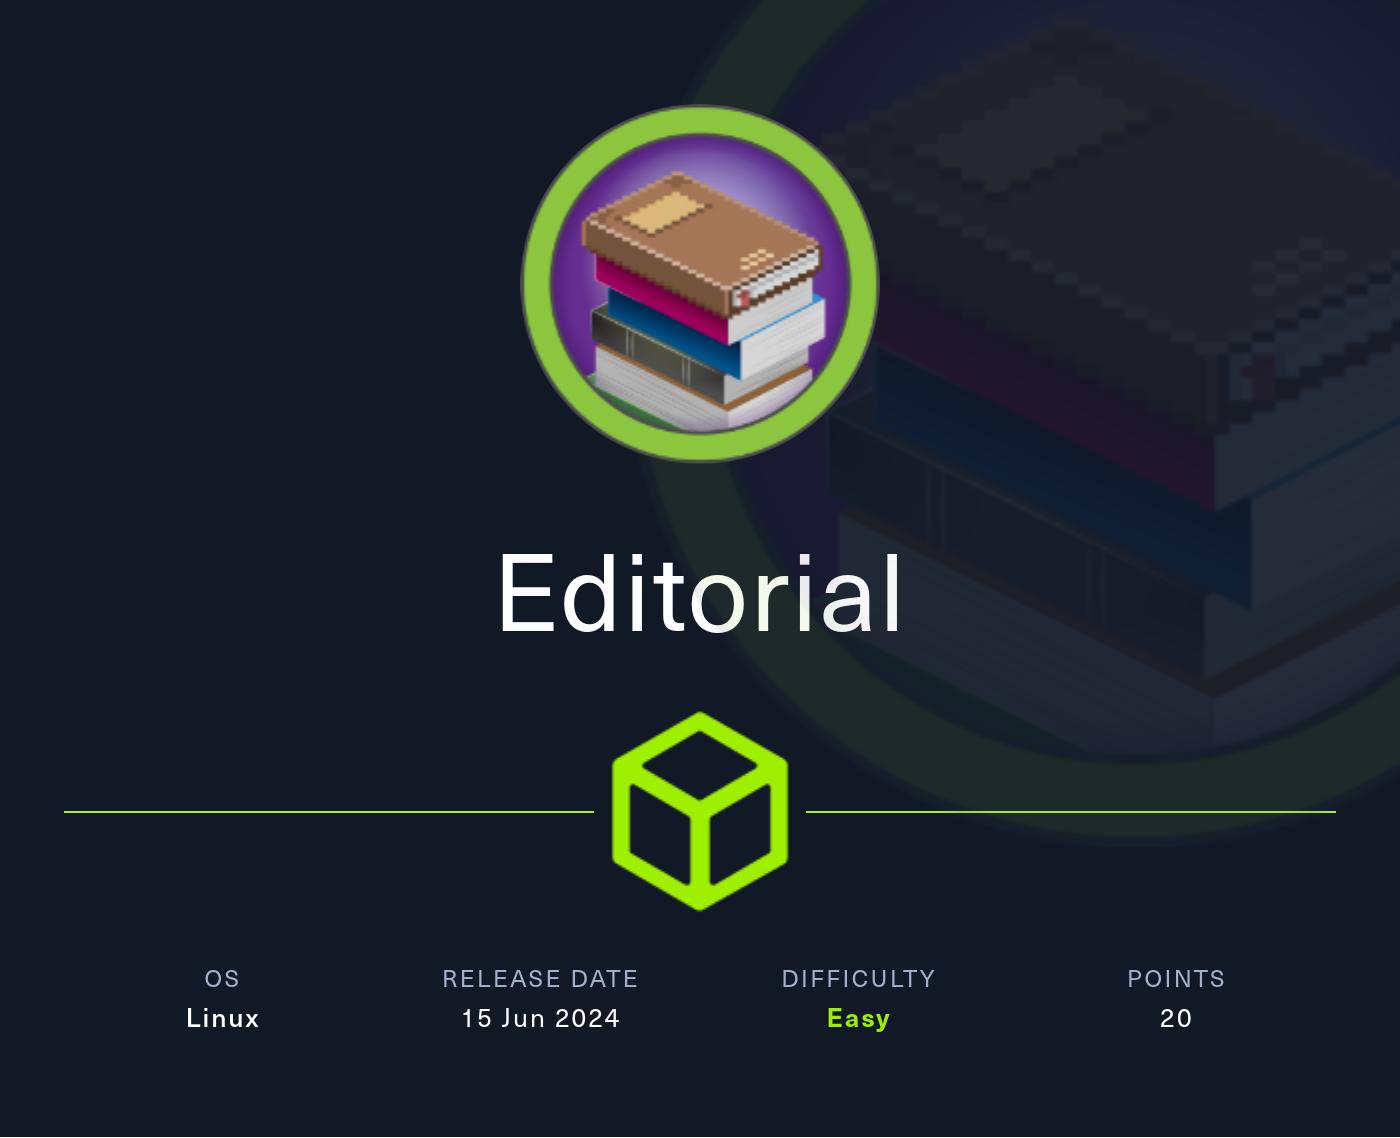 Editorial
OS
RELEASE DATE
DIFFICULTY
POINTS
Linux
15 Jun 2024
Easy
20